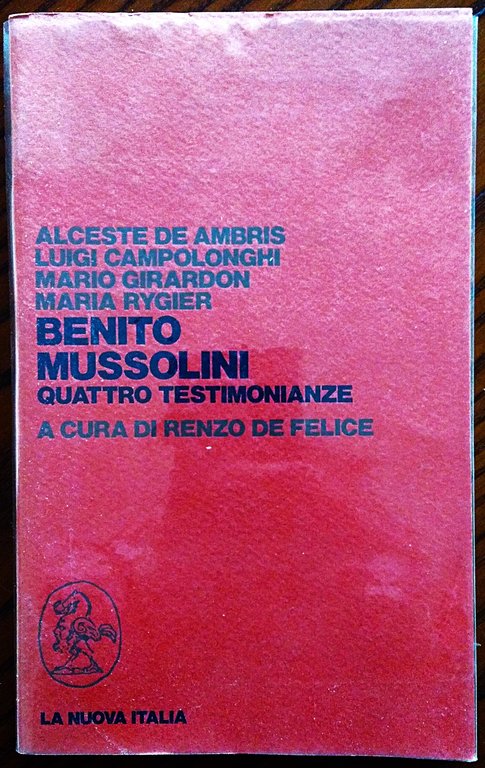 ALCESTE DE AMBRIS
LUIGI CAMPOLONGHI
MARIO GIRARDON
MARIA RYGIER
BENITO
MUSSOLINI
QUATTRO TESTIMONIANZE
A CURA DI RENZO DE FELICE
LA NUOVA ITALIA